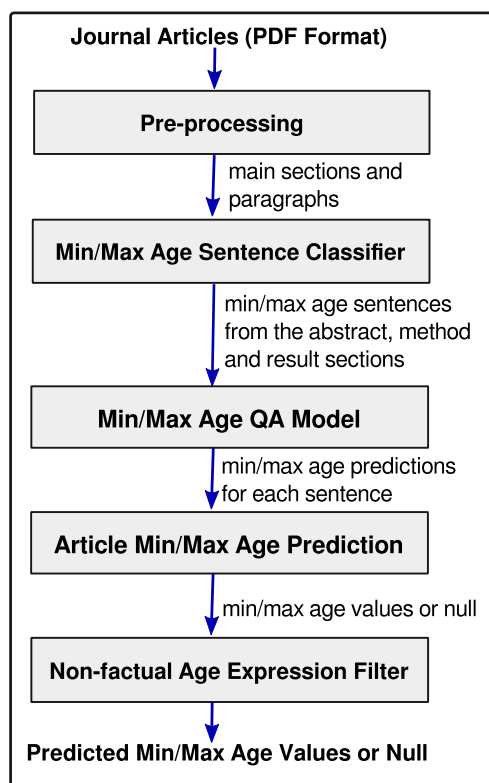 Journal Articles (PDF Format)
Pre-processing
main sections and
paragraphs
Min/Max Age Sentence Classifier
min/max age sentences
from the abstract, method
and result sections
Min/Max Age QA Model
min/max age predictions
for each sentence
Article Min/Max Age Prediction
min/max age values or null
Non-factual Age Expression Filter
Predicted Min/Max Age Values or Null